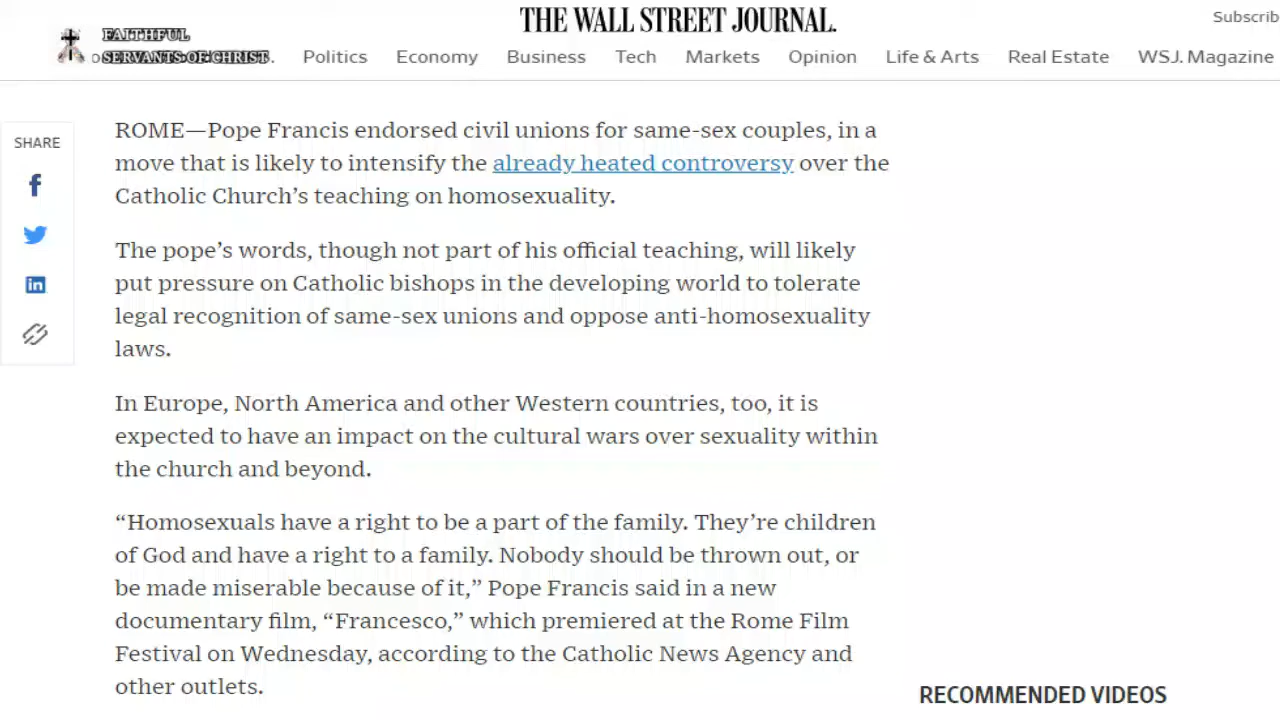 THE WALL STREET JOURNAL.
Subscrib
FAITHFUL
SERVANTS OF CHRIST.
Politics Economy Business Tech Markets Opinion Life & Arts Real Estate WSJ. Magazine
SHARE
ROME—Pope Francis endorsed civil unions for same-sex couples, in a
move that is likely to intensify the already heated controversy over the
Catholic Church’s teaching on homosexuality.
The pope’s words, though not part of his official teaching, will likely
put pressure on Catholic bishops in the developing world to tolerate
legal recognition of same-sex unions and oppose anti-homosexuality
laws.
In Europe, North America and other Western countries, too, it is
expected to have an impact on the cultural wars over sexuality within
the church and beyond.
“Homosexuals have a right to be a part of the family. They’re children
of God and have a right to a family. Nobody should be thrown out, or
be made miserable because of it,” Pope Francis said in a new
documentary film, “Francesco,” which premiered at the Rome Film
Festival on Wednesday, according to the Catholic News Agency and
other outlets.
RECOMMENDED VIDEOS